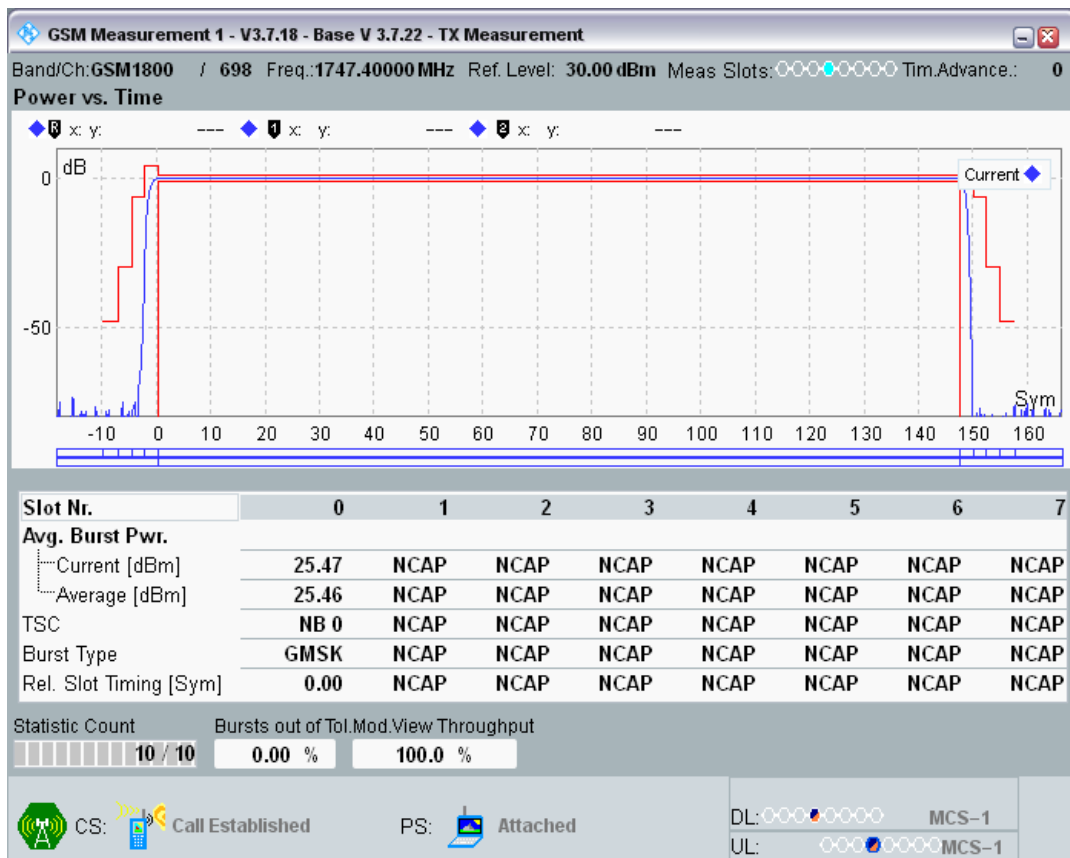 GSM Measurement 1 - V3.7.18 - Base V 3.7.22 - TX Measurement
Band/Ch:GSM1800 / 698 Freq.:1747.40000 MHz Ref. Level: 30.00 dBm Meas Slots: Tim.Advance.: 0
Power vs. Time
R x: y: --- 1 x: y: --- 2 x: y: ---
dB
Current
0
-50
Sym
-10 0 10 20 30 40 50 60 70 80 90 100 110 120 130 140 150 160
Slot Nr. 0 1 2 3 4 5 6 7
Avg. Burst Pwr.
Current [dBm] 25.47 NCAP NCAP NCAP NCAP NCAP NCAP NCAP
Average [dBm] 25.46 NCAP NCAP NCAP NCAP NCAP NCAP NCAP
TSC NB 0 NCAP NCAP NCAP NCAP NCAP NCAP NCAP
Burst Type GMSK NCAP NCAP NCAP NCAP NCAP NCAP NCAP
Rel. Slot Timing [Sym] 0.00 NCAP NCAP NCAP NCAP NCAP NCAP NCAP
Statistic Count Bursts out of Tol.Mod.View Throughput
10 / 10 0.00 % 100.0 %
CS: Call Established PS: Attached
DL: MCS-1
UL: MCS-1